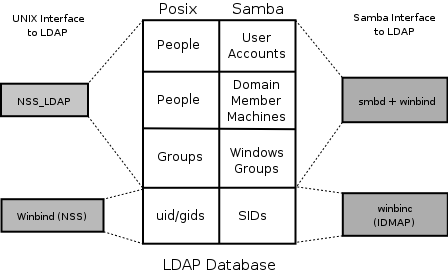 Posix Samba
UNIX Interface
to LDAP
Samba Interface
to LDAP
People
User
Accounts
NSS_LDAP
People
Domain
Member
Machines
smbd + winbind
Groups
Windows
Groups
Winbind (NSS)
uid/gids
SIDs
winbinc
(IDMAP)
LDAP Database